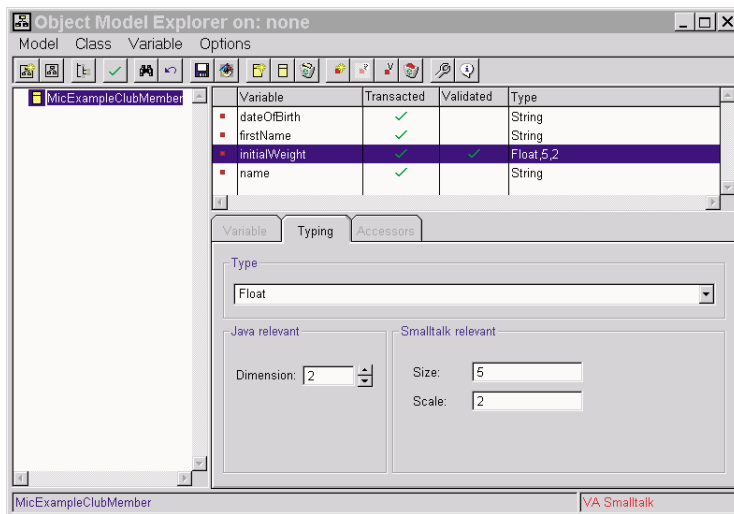 Object Model Explorer on: none
Model Class Variable Options
MicExampleClubMember
Variable Transacted Validated Type
dateOfBirth String
firstName String
initialWeight Float,5,2
name String
Variable Typing Accessors
Type
Float
Java relevant Smalltalk relevant
Dimension: 2 Size: 5
Scale: 2
MicExampleClubMember VA Smalltalk